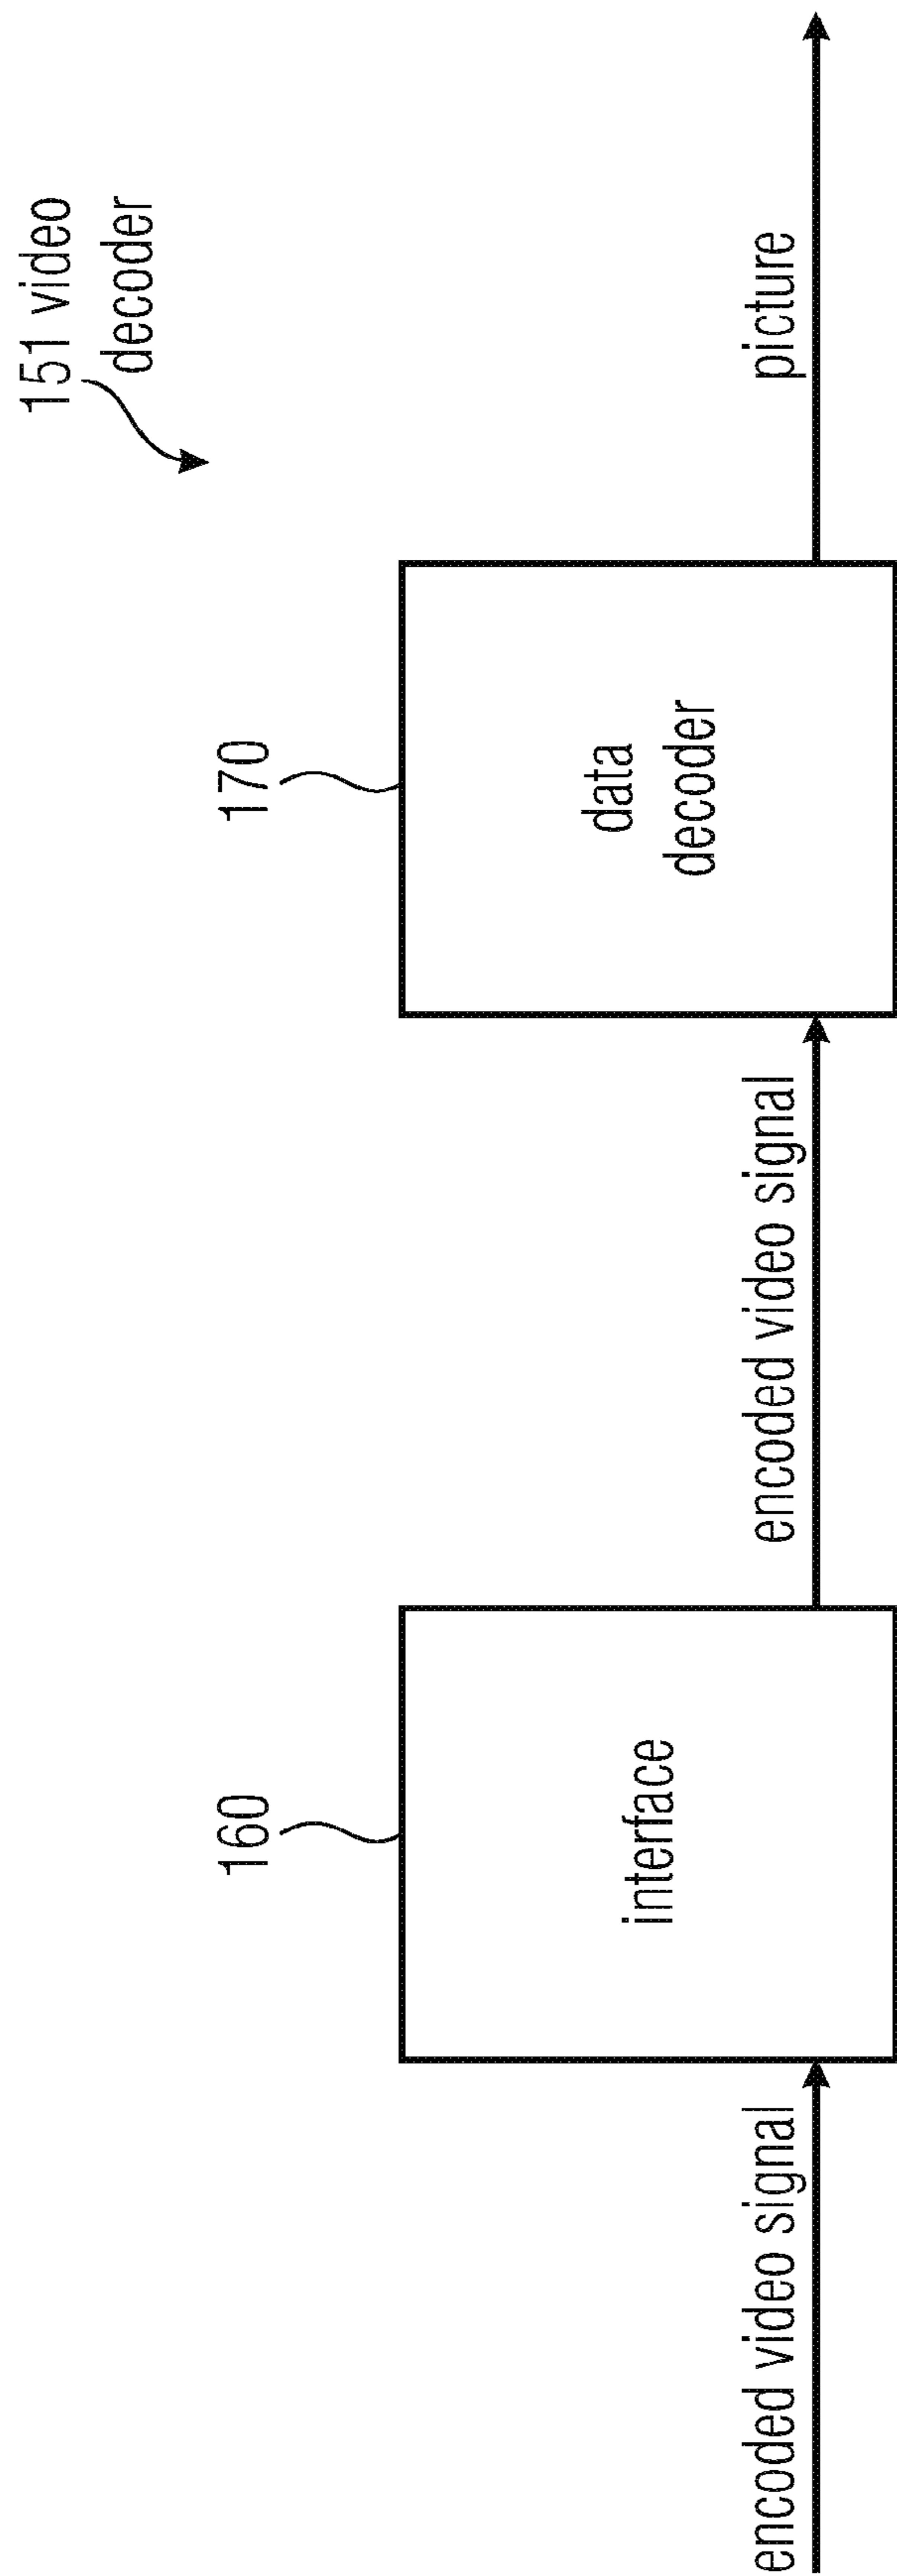 151 video
decoder
160
170
interface
data
decoder
encoded video signal
encoded video signal
picture